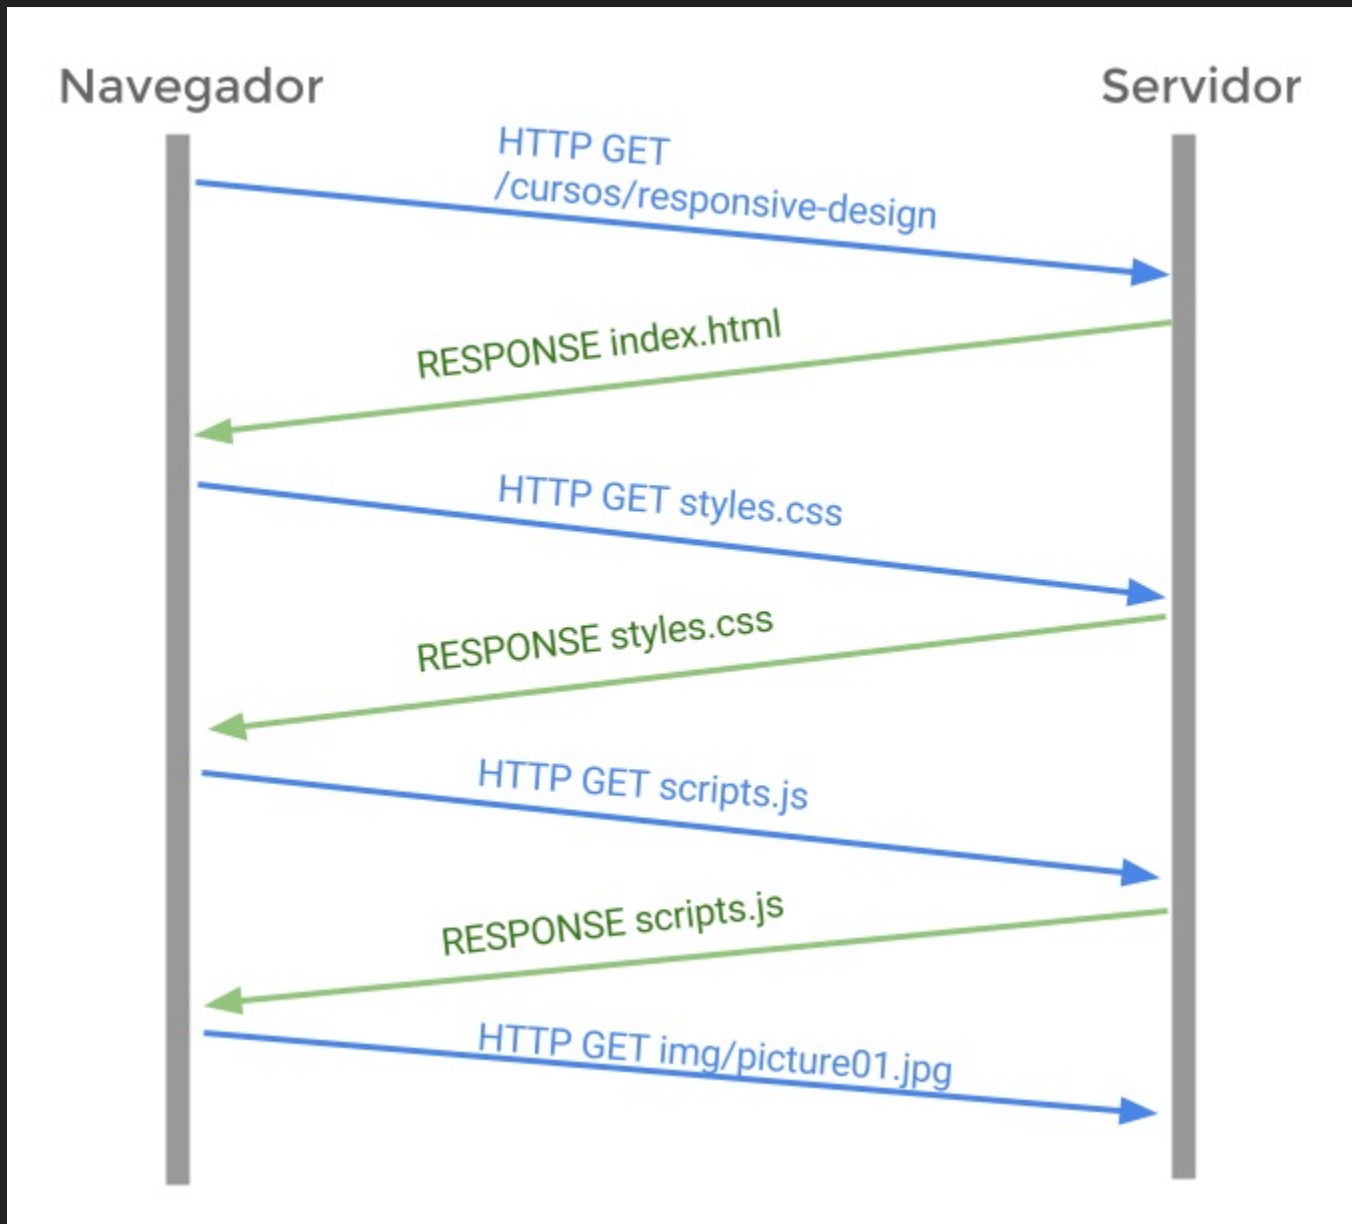 Navegador
Servidor
HTTP GET
/cursos/responsive-design
RESPONSE index.html
HTTP GET styles.css
RESPONSE styles.css
HTTP GET scripts.js
RESPONSE scripts.js
HTTP GET img/picture01.jpg